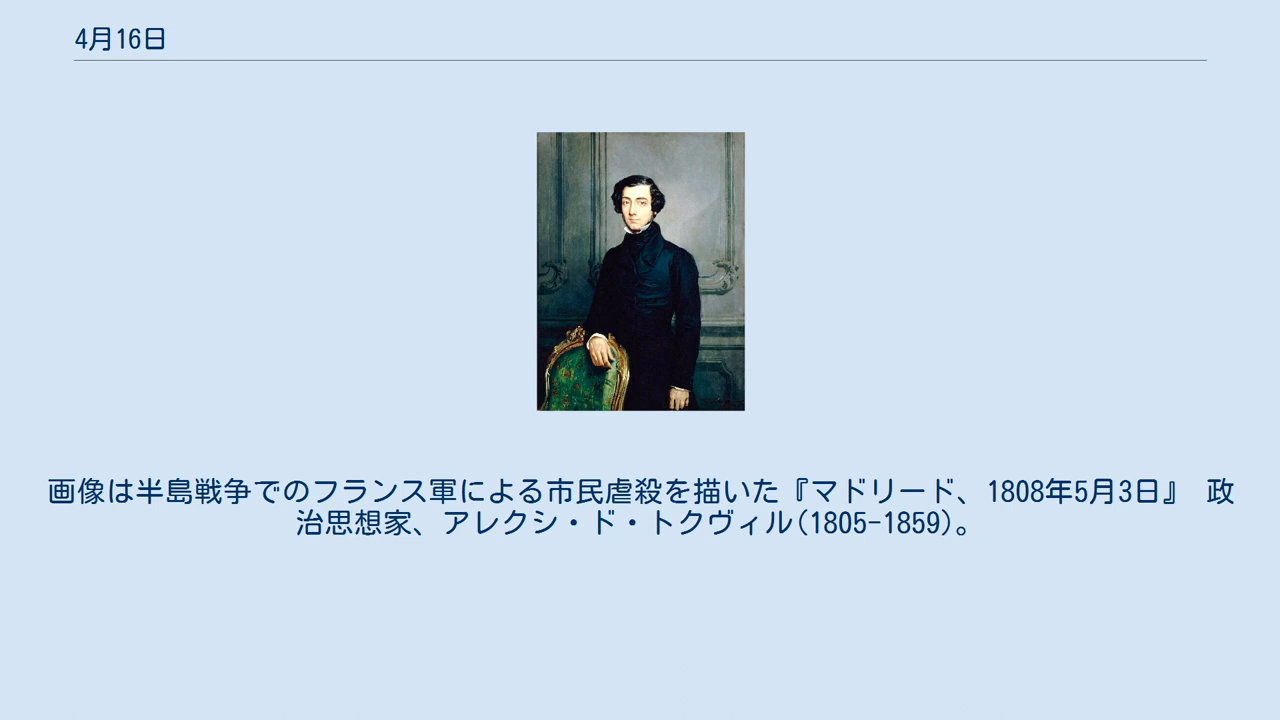 4月16日
画像は半島戦争でのフランス軍による市民虐殺を描いた『マドリード、1808年5月3日』 政
治思想家、アレクシ・ド・トクヴィル(1805-1859)。